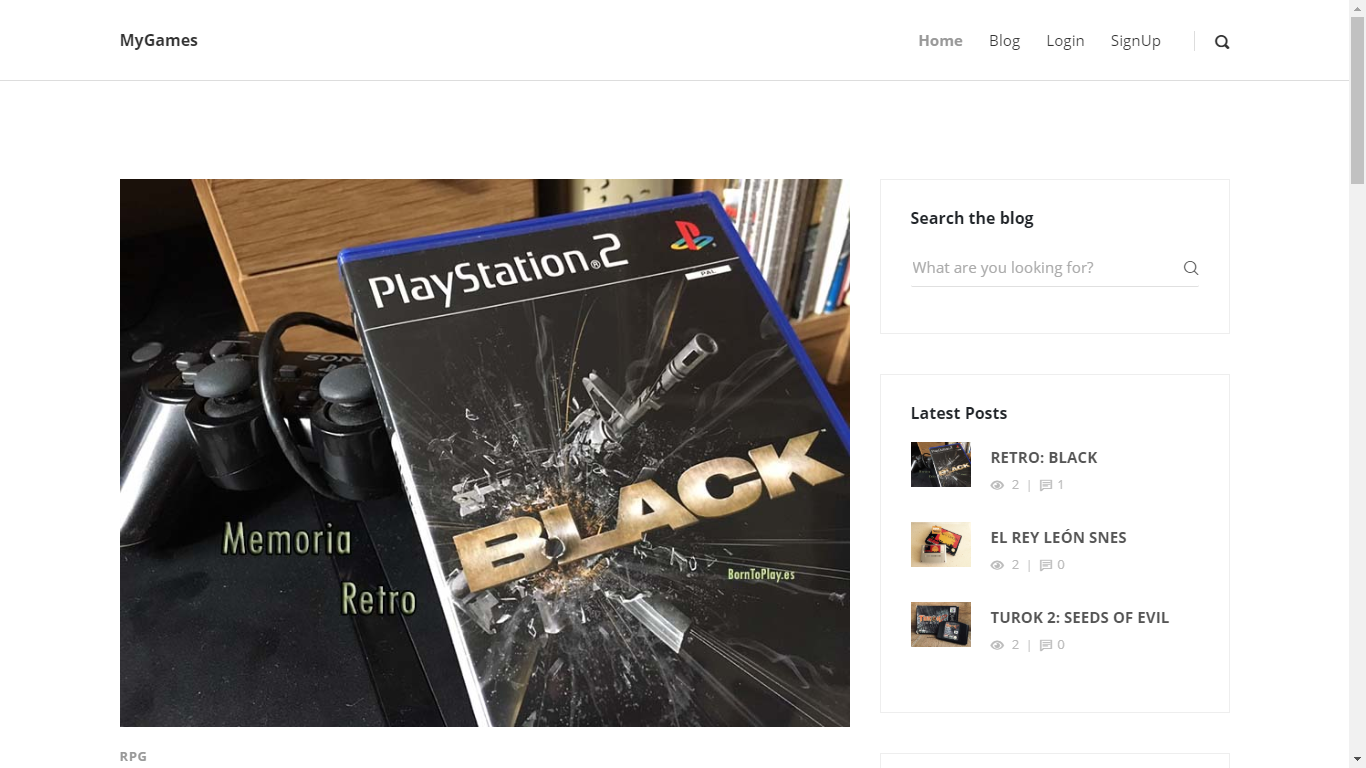 MyGames
Home
Blog
Login
SignUp
PlayStation.2
PAL
SONY
BLACK
Memoria
Retro
BornToPlay.es
RPG
Search the blog
What are you looking for?
Latest Posts
RETRO: BLACK
2 | 1
EL REY LEÓN SNES
2 | 0
TUROK 2: SEEDS OF EVIL
2 | 0